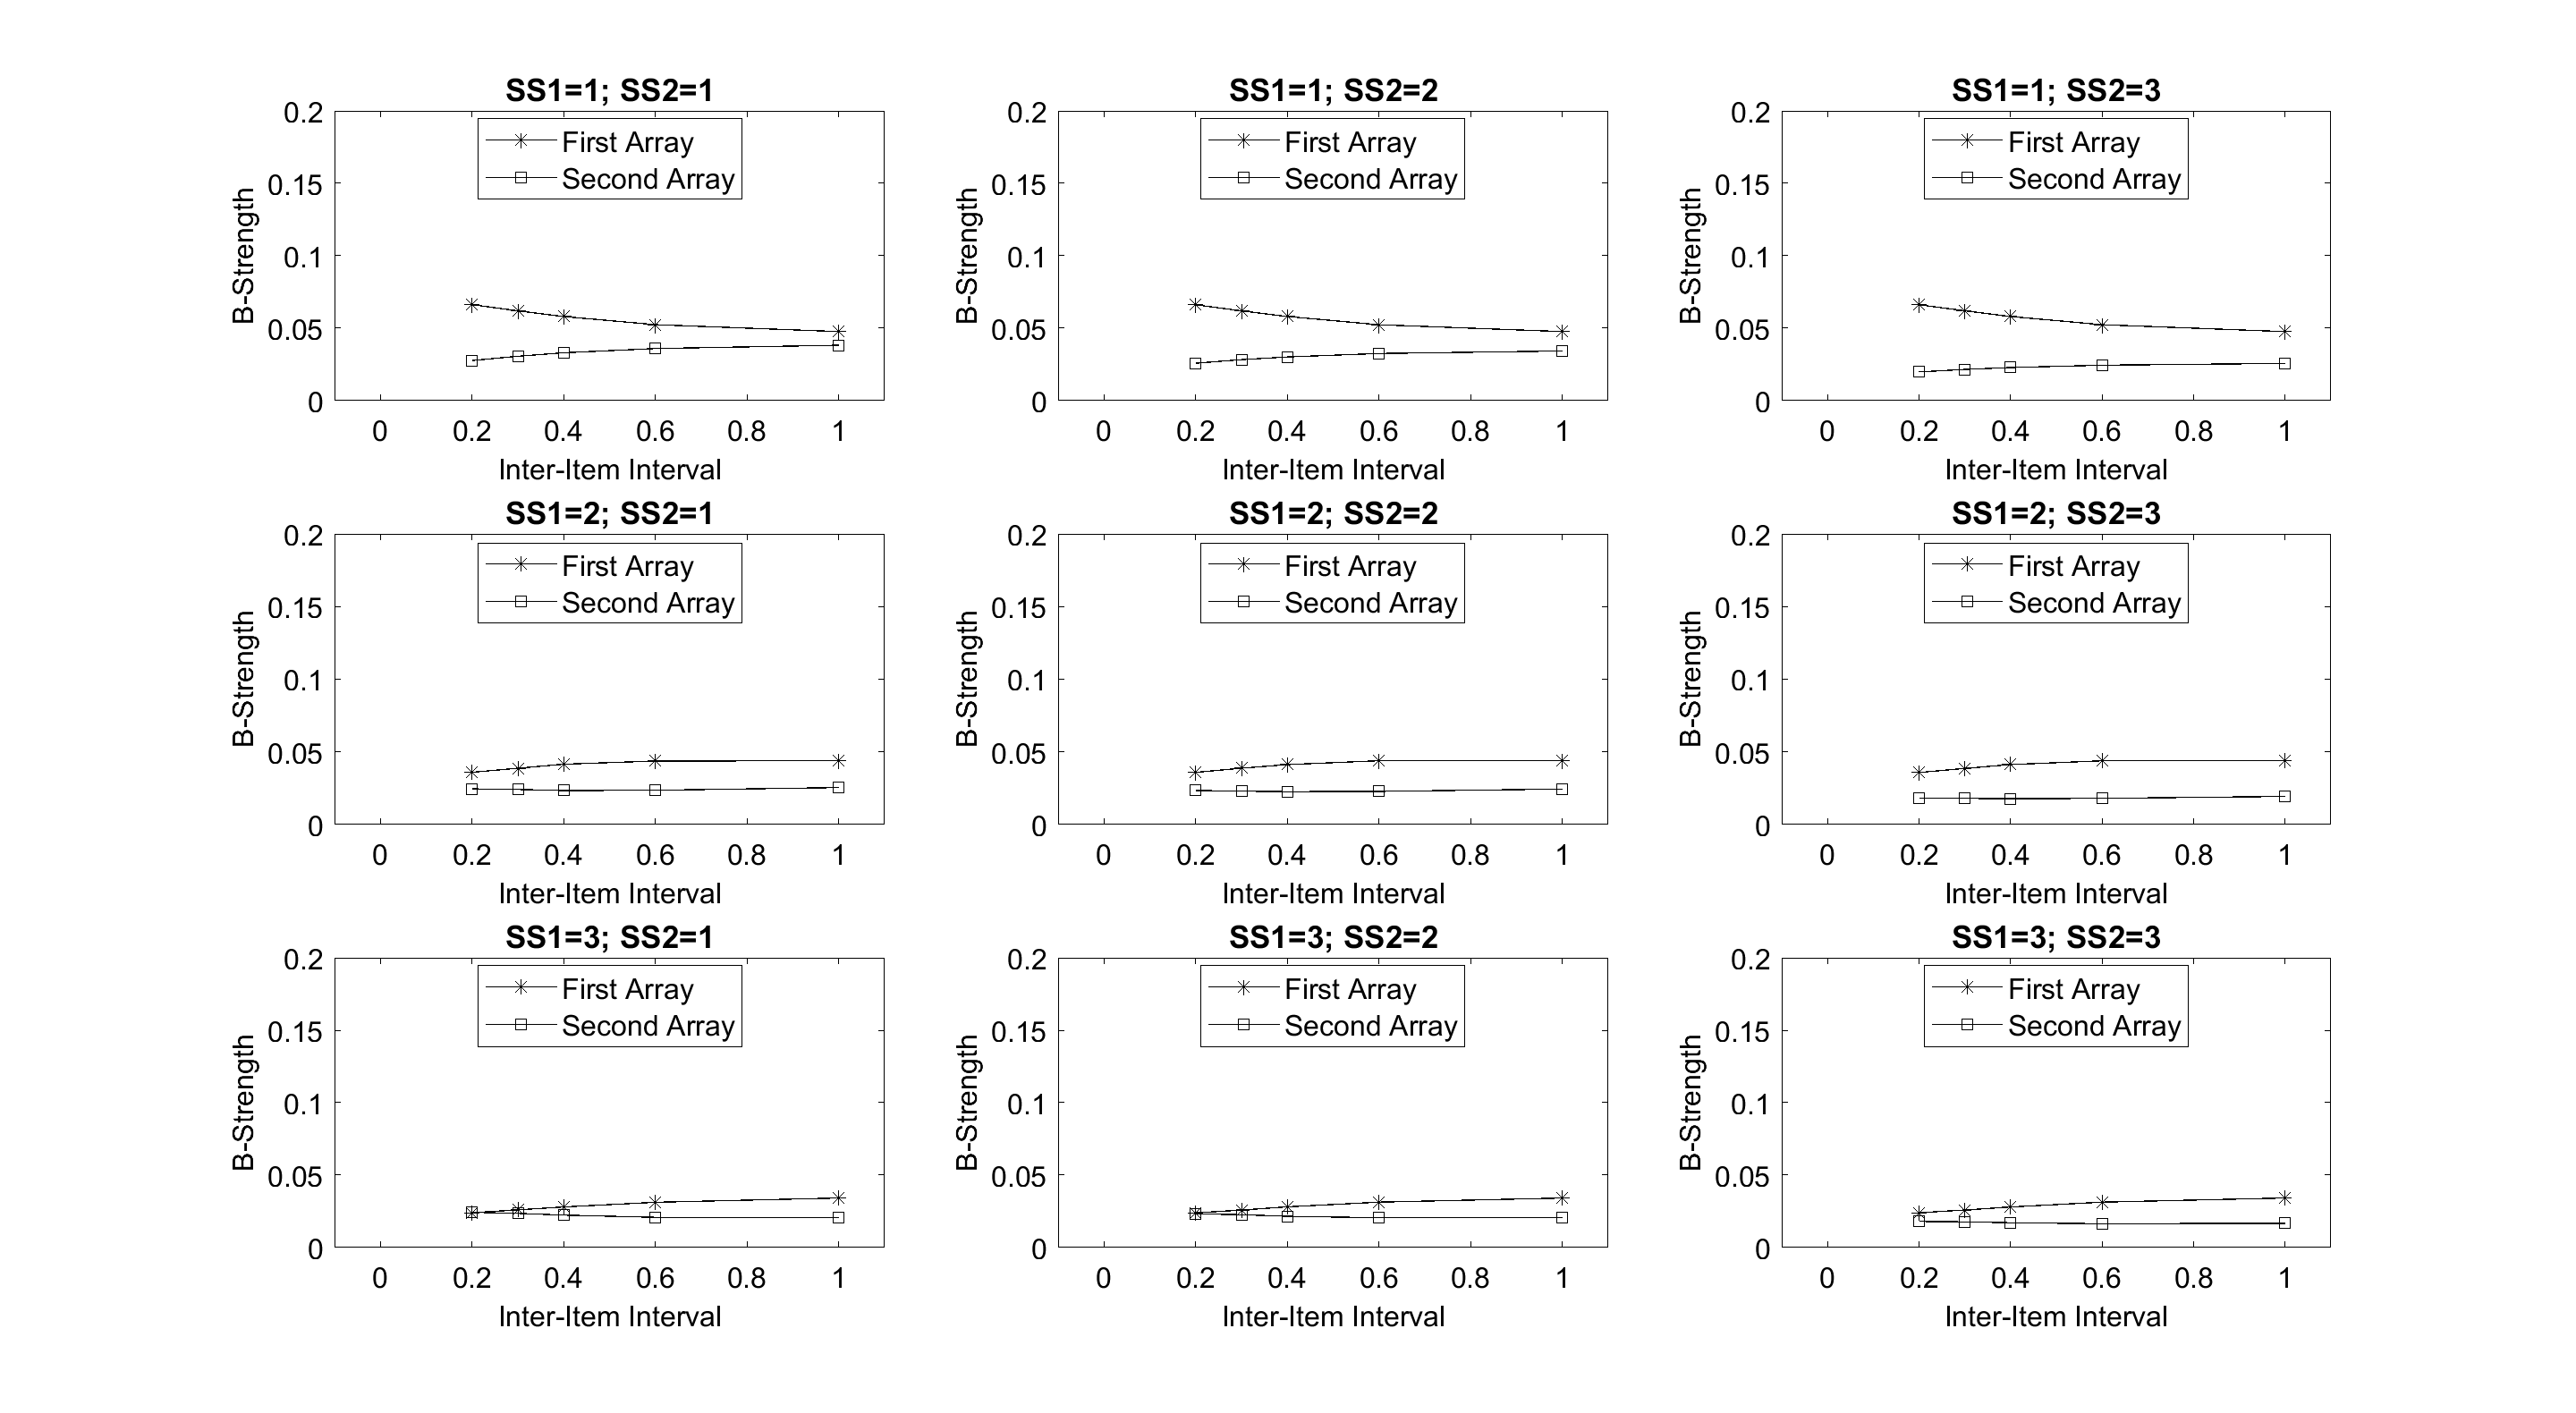 SS1=1; SS2=1
0.2
0.15
0.1
0.05
0
B-Strength
First Array
Second Array
0 0.2 0.4 0.6 0.8 1
Inter-Item Interval
SS1=1; SS2=2
0.2
0.15
0.1
0.05
0
B-Strength
First Array
Second Array
0 0.2 0.4 0.6 0.8 1
Inter-Item Interval
SS1=1; SS2=3
0.2
0.15
0.1
0.05
0
B-Strength
First Array
Second Array
0 0.2 0.4 0.6 0.8 1
Inter-Item Interval
SS1=2; SS2=1
0.2
0.15
0.1
0.05
0
B-Strength
First Array
Second Array
0 0.2 0.4 0.6 0.8 1
Inter-Item Interval
SS1=2; SS2=2
0.2
0.15
0.1
0.05
0
B-Strength
First Array
Second Array
0 0.2 0.4 0.6 0.8 1
Inter-Item Interval
SS1=2; SS2=3
0.2
0.15
0.1
0.05
0
B-Strength
First Array
Second Array
0 0.2 0.4 0.6 0.8 1
Inter-Item Interval
SS1=3; SS2=1
0.2
0.15
0.1
0.05
0
B-Strength
First Array
Second Array
0 0.2 0.4 0.6 0.8 1
Inter-Item Interval
SS1=3; SS2=2
0.2
0.15
0.1
0.05
0
B-Strength
First Array
Second Array
0 0.2 0.4 0.6 0.8 1
Inter-Item Interval
SS1=3; SS2=3
0.2
0.15
0.1
0.05
0
B-Strength
First Array
Second Array
0 0.2 0.4 0.6 0.8 1
Inter-Item Interval